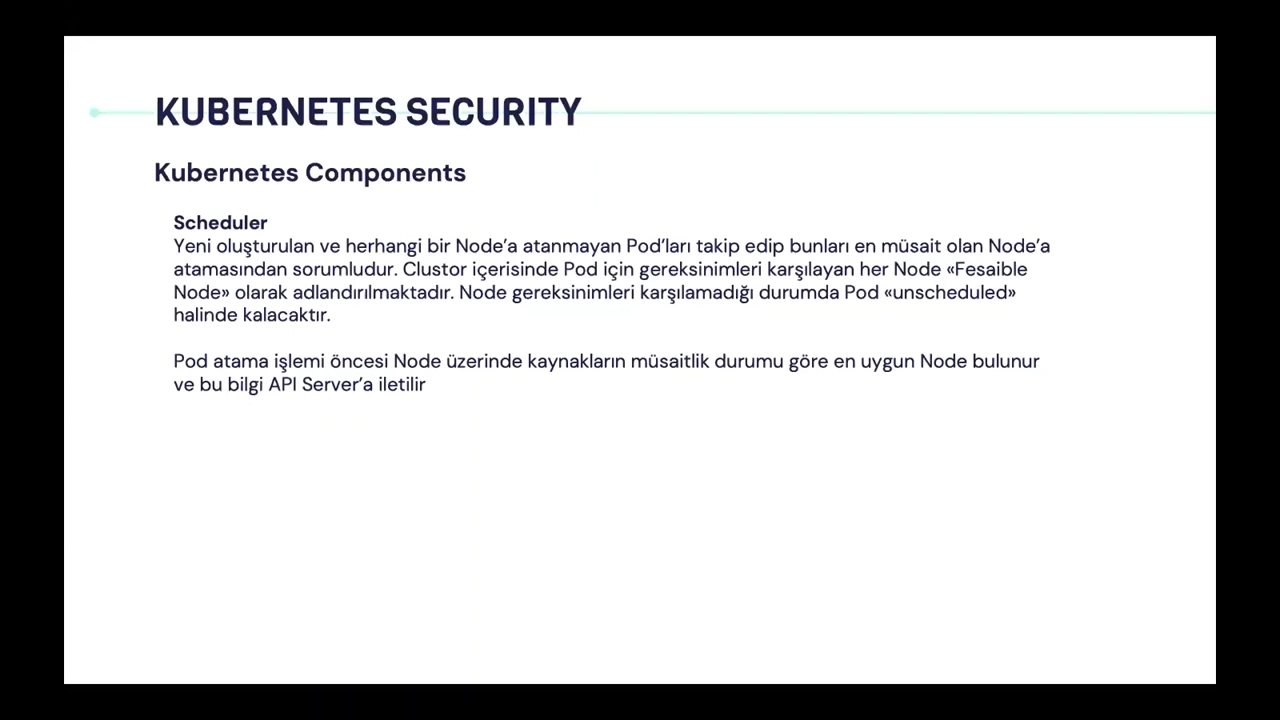 KUBERNETES SECURITY
Kubernetes Components
Scheduler
Yeni oluşturulan ve herhangi bir Node’a atanmayan Pod’ları takip edip bunları en müsait olan Node’a
atamasından sorumludur. Clustor içerisinde Pod için gereksinimleri karşılayan her Node «Fesaible
Node» olarak adlandırılmaktadır. Node gereksinimleri karşılamadığı durumda Pod «unscheduled»
halinde kalacaktır.
Pod atama işlemi öncesi Node üzerinde kaynakların müsaitlik durumu göre en uygun Node bulunur
ve bu bilgi API Server’a iletilir